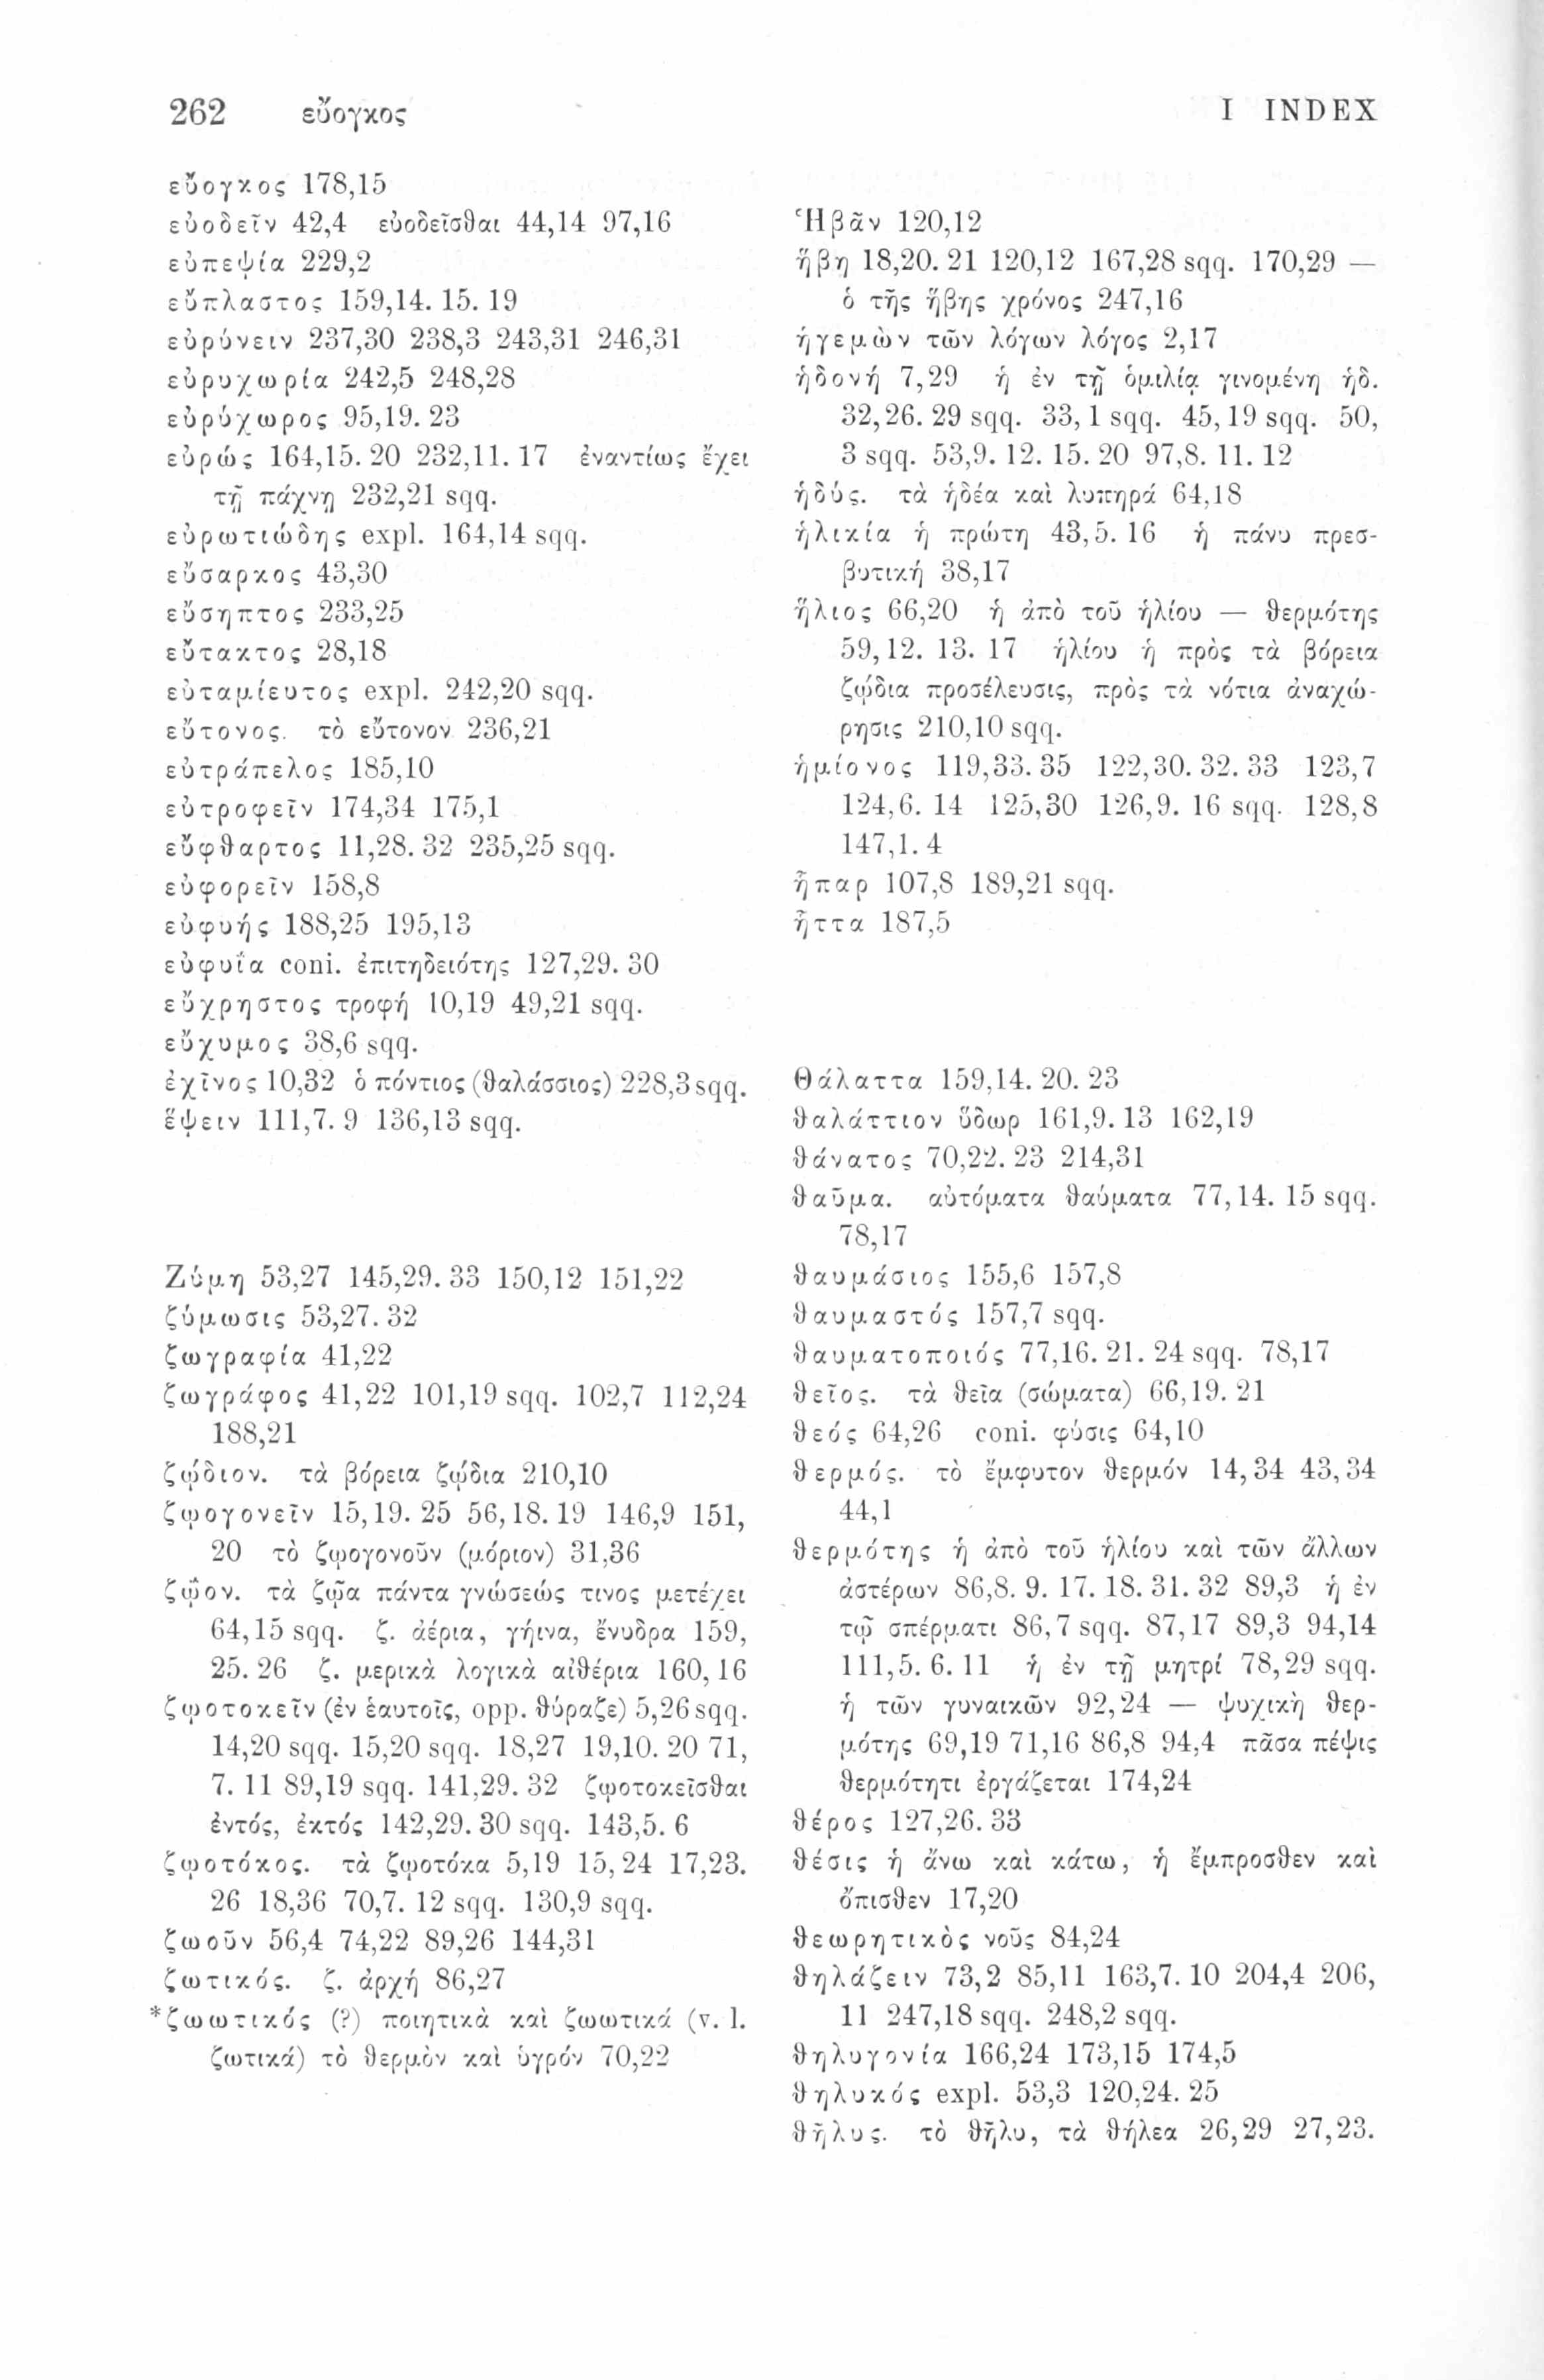 262 εὔογκος
I INDEX
εὔογκος 178,15
εὐοδεῖν 42,4 εὐοδεῖσθαι 44,14 97,16
εὐπεψία 229,2
εὔπλαστος 159,14. 15. 19
εὐρύνειν 237,30 238,3 243,31 246,31
εὐρυχωρία 242,5 248,28
εὐρύχωρος 95,19. 23
εὐρώς 164,15. 20 232,11. 17 ἐναντίως ἔχει
τῇ πάχνῃ 232,21 sqq.
εὐρωτιώδης expl. 164,14 sqq.
εὔσαρκος 43,30
εὔσηπτος 233,25
εὔτακτος 28,18
εὐταμίευτος expl. 242,20 sqq.
εὔτονος. τὸ εὔτονον 236,21
εὐτράπελος 185,10
εὐτροφεῖν 174,34 175,1
εὔφθαρτος 11,28. 32 235,25 sqq.
εὐφορεῖν 158,8
εὐφυής 188,25 195,13
εὐφυΐα coni. ἐπιτηδειότης 127,29. 30
εὔχρηστος τροφή 10,19 49,21 sqq.
εὔχυμος 38,6 sqq.
ἐχῖνος 10,32 ὁ πόντιος (θαλάσσιος) 228,3 sqq.
ἕψειν 111,7. 9 136,13 sqq.
Ζύμη 53,27 145,29. 33 150,12 151,22
ζύμωσις 53,27. 32
ζωγραφία 41,22
ζωγράφος 41,22 101,19 sqq. 102,7 112,24
188,21
ζῴδιον. τὰ βόρεια ζῴδια 210,10
ζῳογονεῖν 15,19. 25 56,18. 19 146,9 151,
20 τὸ ζῳογονοῦν (μόριον) 31,36
ζῷον. τὰ ζῷα πάντα γνώσεώς τινος μετέχει
64,15 sqq. ζ. ἀέρια, γήινα, ἔνυδρα 159,
25. 26 ζ. μερικὰ λογικὰ αἰθέρια 160,16
ζῳοτοκεῖν (ἐν ἑαυτοῖς, opp. θύραζε) 5,26 sqq.
14,20 sqq. 15,20 sqq. 18,27 19,10. 20 71,
7. 11 89,19 sqq. 141,29. 32 ζῳοτοκεῖσθαι
ἐντός, ἐκτός 142,29. 30 sqq. 143,5. 6
ζῳοτόκος. τὰ ζῳοτόκα 5,19 15,24 17,23.
26 18,36 70,7. 12 sqq. 130,9 sqq.
ζωοῦν 56,4 74,22 89,26 144,31
ζωτικός. ζ. ἀρχή 86,27
*ζωωτικός (?) ποιητικὰ καὶ ζωωτικά (v. l.
ζωτικά) τὸ θερμὸν καὶ ὑγρόν 70,22
Ἡβᾶν 120,12
ἥβη 18,20. 21 120,12 167,28 sqq. 170,29 —
ὁ τῆς ἥβης χρόνος 247,16
ἡγεμὼν τῶν λόγων λόγος 2,17
ἡδονή 7,29 ἡ ἐν τῇ ὁμιλίᾳ γινομένη ἡδ.
32,26. 29 sqq. 33,1 sqq. 45,19 sqq. 50,
3 sqq. 53,9. 12. 15. 20 97,8. 11. 12
ἡδύς. τὰ ἡδέα καὶ λυπηρά 64,18
ἡλικία ἡ πρώτη 43,5. 16 ἡ πάνυ πρεσ-
βυτική 38,17
ἥλιος 66,20 ἡ ἀπὸ τοῦ ἡλίου — θερμότης
59,12. 13. 17 ἡλίου ἡ πρὸς τὰ βόρεια
ζῴδια προσέλευσις, πρὸς τὰ νότια ἀναχώ-
ρησις 210,10 sqq.
ἡμίονος 119,33. 35 122,30. 32. 33 123,7
124,6. 14 125,30 126,9. 16 sqq. 128,8
147,1. 4
ἧπαρ 107,8 189,21 sqq.
ἧττα 187,5
Θάλαττα 159,14. 20. 23
θαλάττιον ὕδωρ 161,9. 13 162,19
θάνατος 70,22. 23 214,31
θαῦμα. αὐτόματα θαύματα 77,14. 15 sqq.
78,17
θαυμάσιος 155,6 157,8
θαυμαστός 157,7 sqq.
θαυματοποιός 77,16. 21. 24 sqq. 78,17
θεῖος. τὰ θεῖα (σώματα) 66,19. 21
θεός 64,26 coni. φύσις 64,10
θερμός. τὸ ἔμφυτον θερμόν 14,34 43,34
44,1
θερμότης ἡ ἀπὸ τοῦ ἡλίου καὶ τῶν ἄλλων
ἀστέρων 86,8. 9. 17. 18. 31. 32 89,3 ἡ ἐν
τῷ σπέρματι 86,7 sqq. 87,17 89,3 94,14
111,5. 6. 11 ἡ ἐν τῇ μητρί 78,29 sqq.
ἡ τῶν γυναικῶν 92,24 — ψυχικὴ θερ-
μότης 69,19 71,16 86,8 94,4 πᾶσα πέψις
θερμότητι ἐργάζεται 174,24
θέρος 127,26. 33
θέσις ἡ ἄνω καὶ κάτω, ἡ ἔμπροσθεν καὶ
ὄπισθεν 17,20
θεωρητικὸς νοῦς 84,24
θηλάζειν 73,2 85,11 163,7. 10 204,4 206,
11 247,18 sqq. 248,2 sqq.
θηλυγονία 166,24 173,15 174,5
θηλυκός expl. 53,3 120,24. 25
θῆλυς. τὸ θῆλυ, τὰ θήλεα 26,29 27,23.